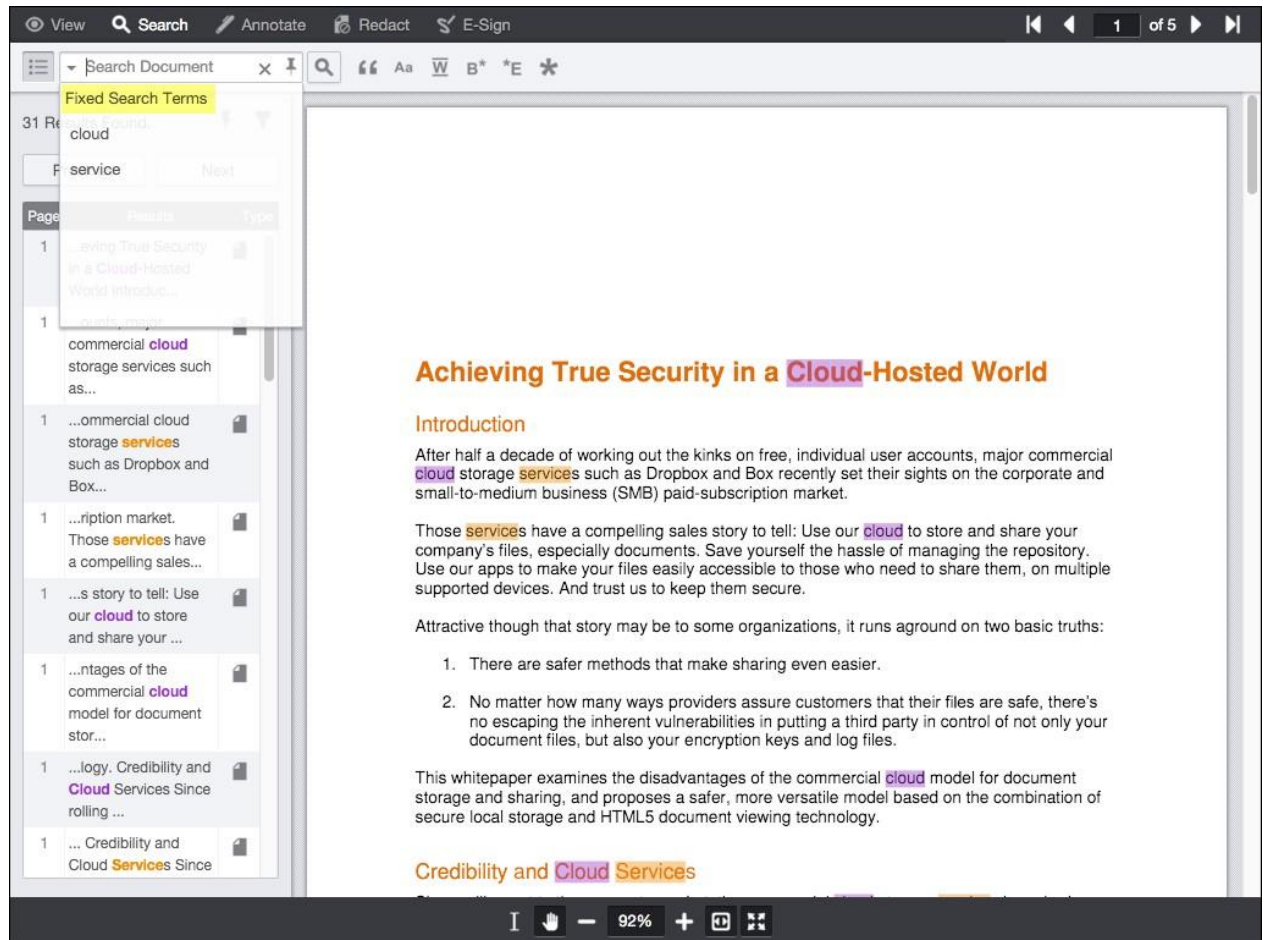 View Search Annotate Redact E-Sign 1 of 5
Search Document Aa W B* *E
Fixed Search Terms
31 Results Found
cloud
service
Next
Page Results Type
1 ...eving True Security
in a Cloud-Hosted
World Introduc...
1 ...ounts, major
commercial cloud
storage services such
as...
1 ...ommercial cloud
storage services
such as Dropbox and
Box...
1 ...ription market.
Those services have
a compelling sales...
1 ...s story to tell: Use
our cloud to store
and share your ...
1 ...ntages of the
commercial cloud
model for document
stor...
1 ...logy. Credibility and
Cloud Services Since
rolling ...
1 ... Credibility and
Cloud Services Since
Achieving True Security in a Cloud-Hosted World
Introduction
After half a decade of working out the kinks on free, individual user accounts, major commercial
cloud storage services such as Dropbox and Box recently set their sights on the corporate and
small-to-medium business (SMB) paid-subscription market.
Those services have a compelling sales story to tell: Use our cloud to store and share your
company's files, especially documents. Save yourself the hassle of managing the repository.
Use our apps to make your files easily accessible to those who need to share them, on multiple
supported devices. And trust us to keep them secure.
Attractive though that story may be to some organizations, it runs aground on two basic truths:
1. There are safer methods that make sharing even easier.
2. No matter how many ways providers assure customers that their files are safe, there's
no escaping the inherent vulnerabilities in putting a third party in control of not only your
document files, but also your encryption keys and log files.
This whitepaper examines the disadvantages of the commercial cloud model for document
storage and sharing, and proposes a safer, more versatile model based on the combination of
secure local storage and HTML5 document viewing technology.
Credibility and Cloud Services
92%